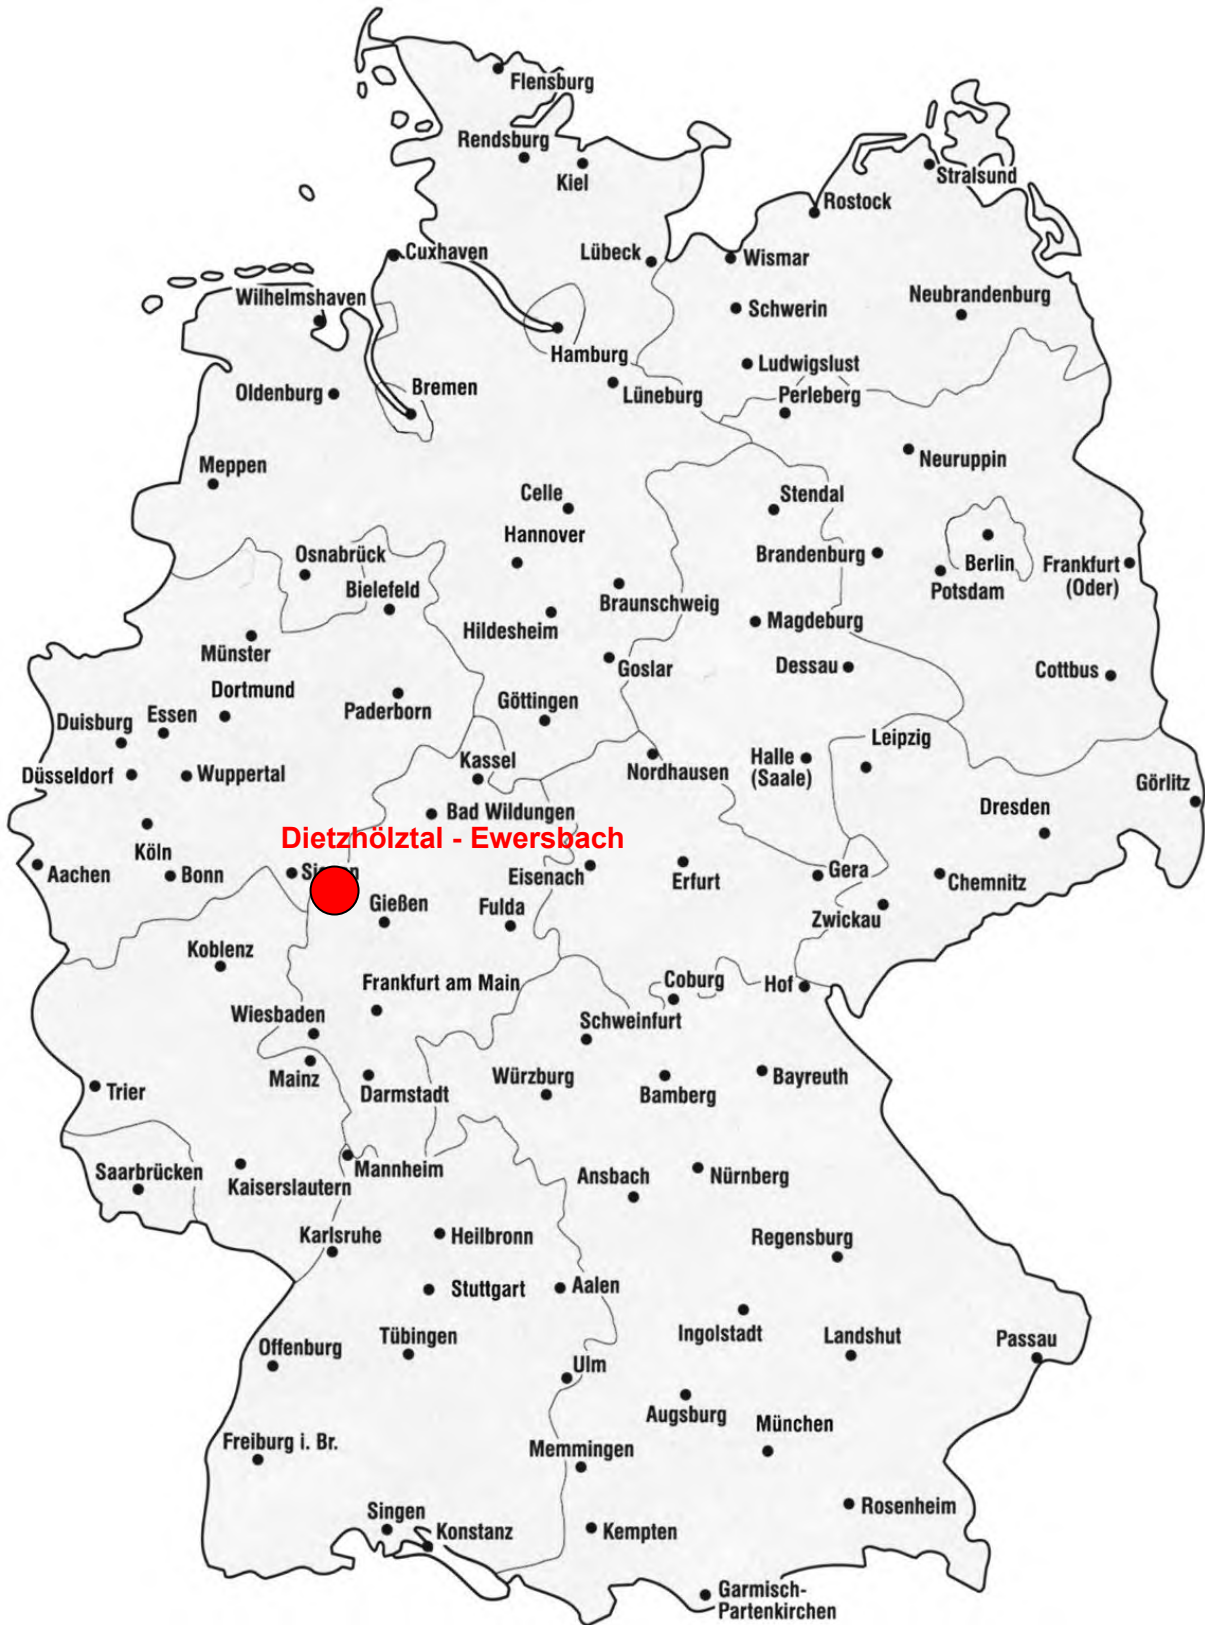 Flensburg
Rendsburg
Kiel
Stralsund
Rostock
Cuxhaven
Lübeck
Wismar
Wilhelmshaven
Schwerin
Neubrandenburg
Hamburg
Ludwigslust
Oldenburg
Bremen
Lüneburg
Perleberg
Meppen
Neuruppin
Celle
Stendal
Hannover
Osnabrück
Brandenburg
Berlin
Frankfurt
(Oder)
Bielefeld
Potsdam
Braunschweig
Hildesheim
Magdeburg
Münster
Goslar
Dessau
Cottbus
Dortmund
Paderborn
Göttingen
Duisburg
Essen
Leipzig
Düsseldorf
Wuppertal
Kassel
Nordhausen
Halle
(Saale)
Görlitz
Bad Wildungen
Dresden
Dietzhölztal - Ewersbach
Köln
Aachen
Bonn
Eisenach
Erfurt
Gera
Chemnitz
Gießen
Fulda
Zwickau
Koblenz
Frankfurt am Main
Coburg
Hof
Wiesbaden
Schweinfurt
Mainz
Darmstadt
Würzburg
Bamberg
Bayreuth
Trier
Saarbrücken
Kaiserslautern
Mannheim
Ansbach
Nürnberg
Karlsruhe
Heilbronn
Regensburg
Stuttgart
Aalen
Offenburg
Tübingen
Ingolstadt
Landshut
Passau
Ulm
Augsburg
München
Freiburg i. Br.
Memmingen
Rosenheim
Singen
Konstanz
Kempten
Garmisch-
Partenkirchen